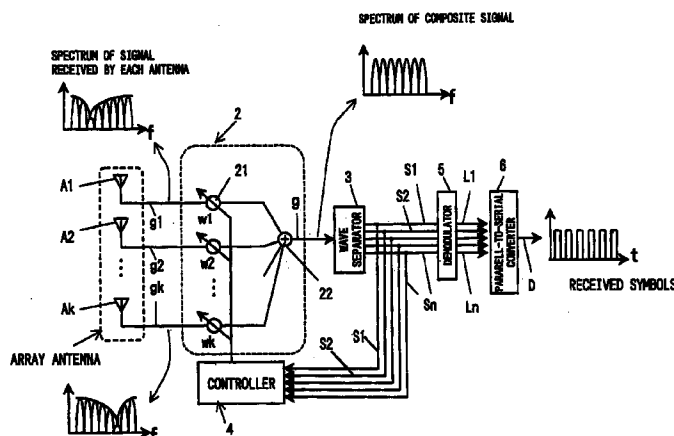 SPECTRUM OF COMPOSITE SIGNAL
SPECTRUM OF SIGNAL
RECEIVED BY EACH ANTENNA
f
f
2
A1
21
g1
w1
g
3
S1
S2
5
L1
6
WAVE
SEPARATOR
DEMODULATOR
PARARELL-TO-SERIAL
CONVERTER
t
A2
g2
w2
22
D
RECEIVED SYMBOLS
gk
Sn
Ln
Ak
wk
S1
S2
ARRAY ANTENNA
CONTROLLER
4
f